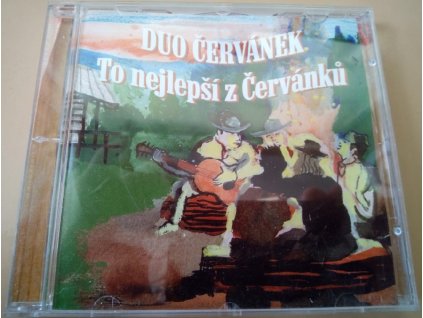 DUO ČERVÁNEK
To nejlepší z Červánků